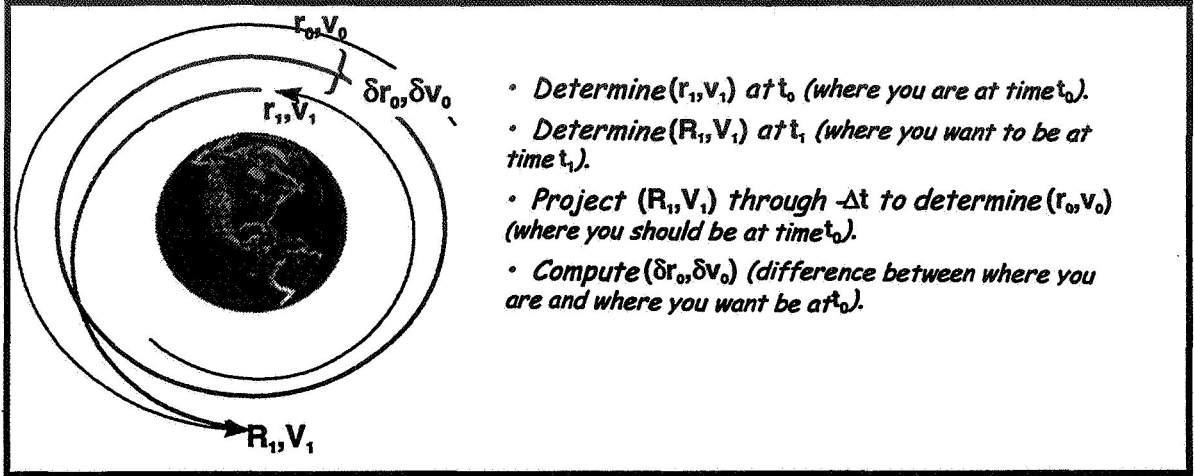 r₀,v₀
δr₀,δv₀
r₁,v₁
R₁,V₁
· Determine (r₁,v₁) at t₀ (where you are at time t₀).
· Determine (R₁,V₁) at t₁ (where you want to be at
time t₁).
· Project (R₁,V₁) through -Δt to determine (r₀,v₀)
(where you should be at time t₀).
· Compute (δr₀,δv₀) (difference between where you
are and where you want be at t₀).